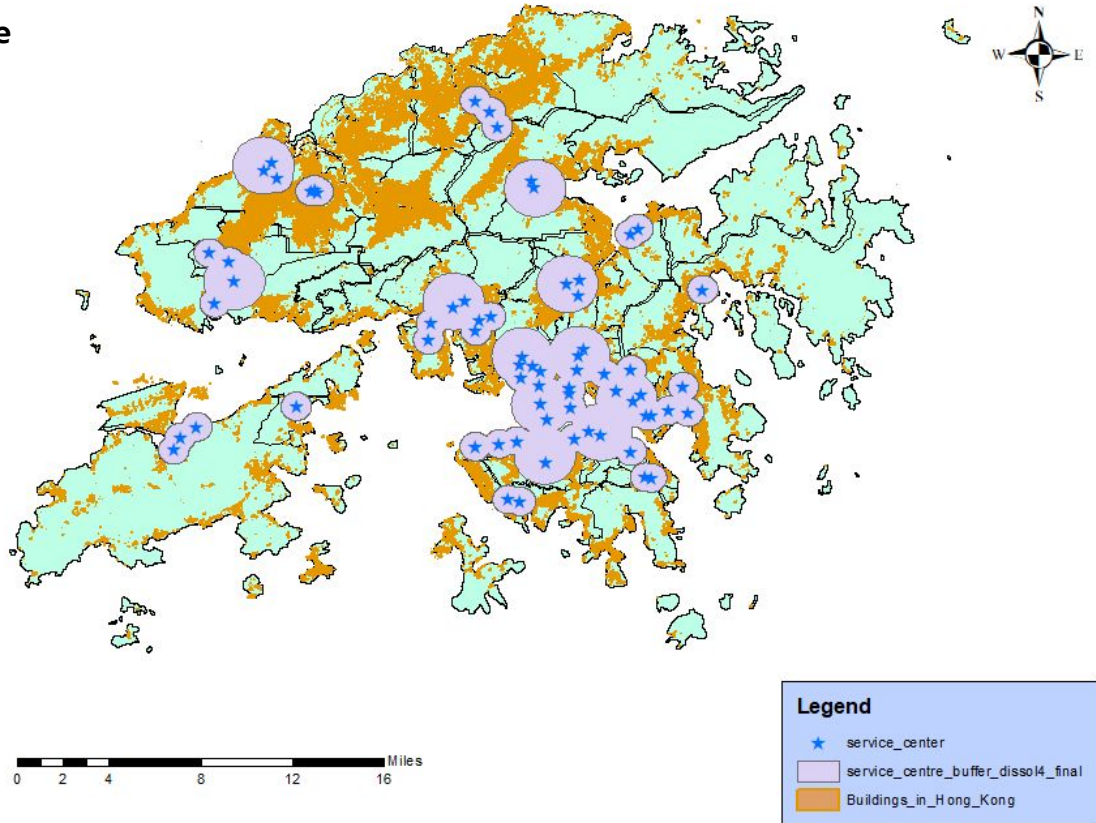 e
N
W E
S
Miles
0 2 4 8 12 16
Legend
service_center
service_centre_buffer_dissol4_final
Buildings_in_Hong_Kong